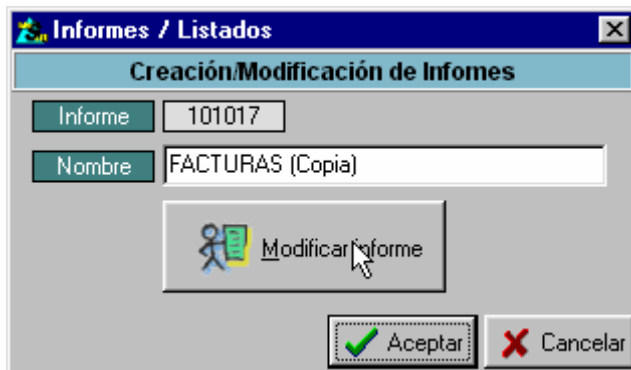 Informes / Listados
Creación/Modificación de Infomes
Informe 101017
Nombre FACTURAS (Copia)
Modificar informe
Aceptar Cancelar